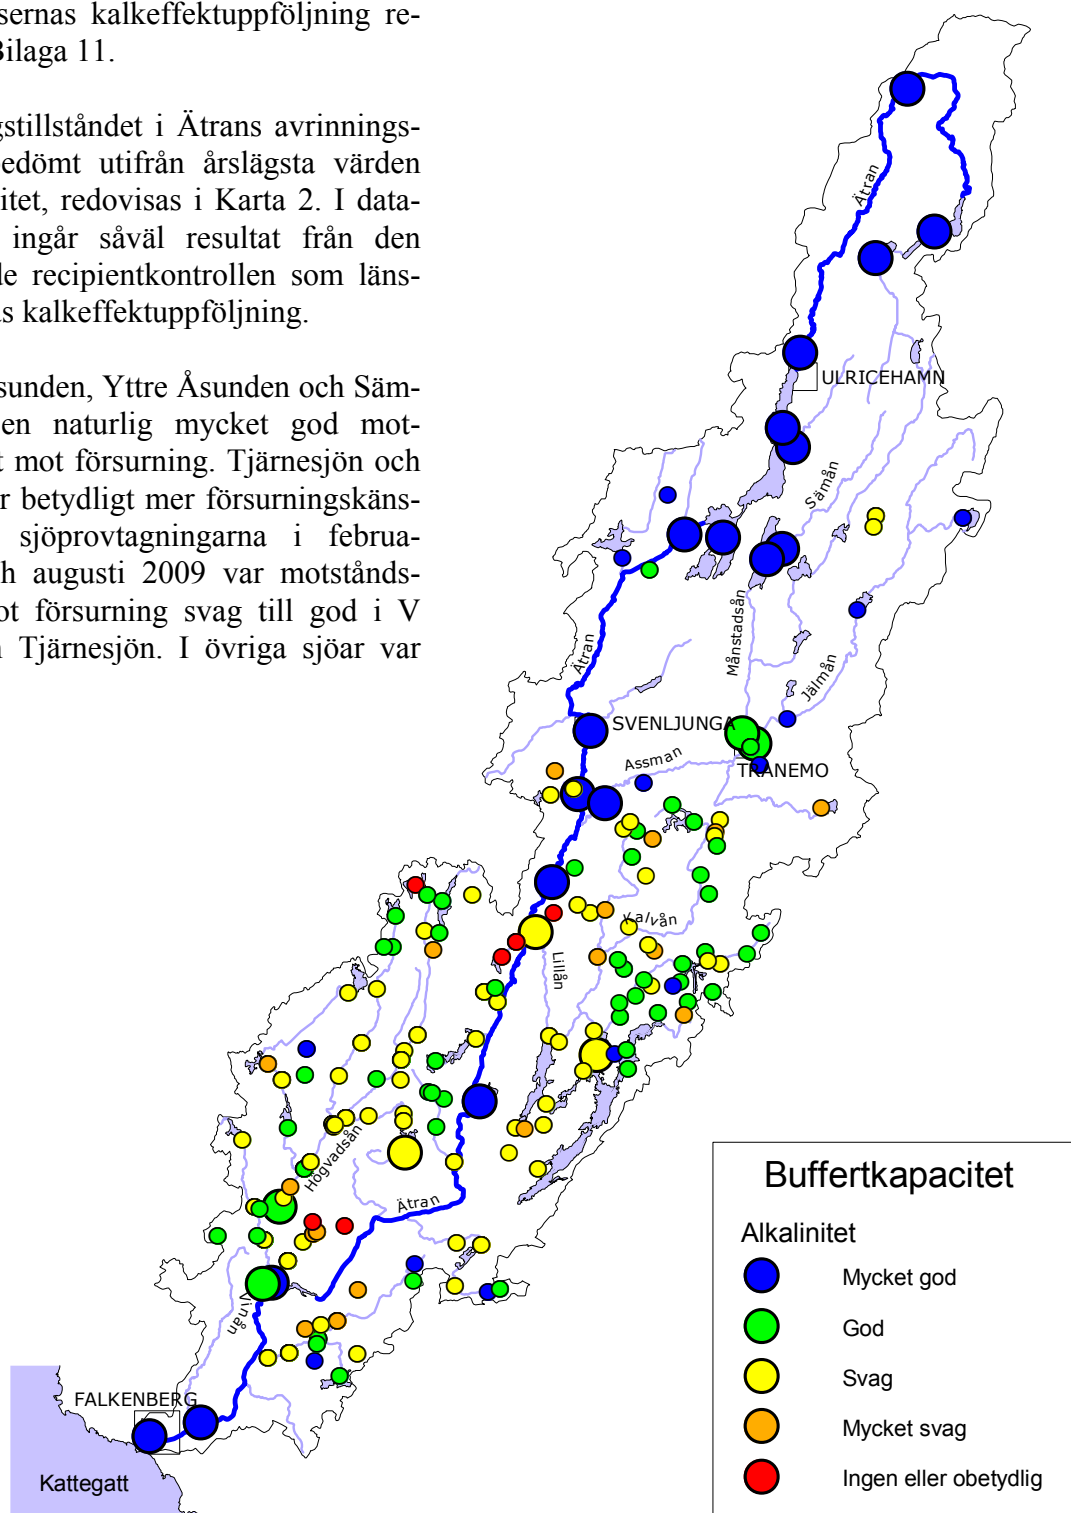 sernas kalkeffektuppföljning re-
Bilaga 11.
gstillståndet i Ätrans avrinnings-
bedömt utifrån årslägsta värden
itet, redovisas i Karta 2. I data-
ingår såväl resultat från den
de recipientkontrollen som läns-
as kalkeffektuppföljning.
sunden, Yttre Åsunden och Säm-
en naturlig mycket god mot-
t mot försurning. Tjärnesjön och
r betydligt mer försurningskäns-
sjöprovtagningarna i februa-
h augusti 2009 var motstånds-
ot försurning svag till god i V
n Tjärnesjön. I övriga sjöar var
Ätran
ULRICEHAMN
Sämån
Månstadsån
Ätran
Jälmån
SVENLJUNGA
Assman
TRANEMO
Kalvån
Lillån
Högvadsån
Ätran
Vinån
FALKENBERG
Kattegatt
Buffertkapacitet
Alkalinitet
Mycket god
God
Svag
Mycket svag
Ingen eller obetydlig